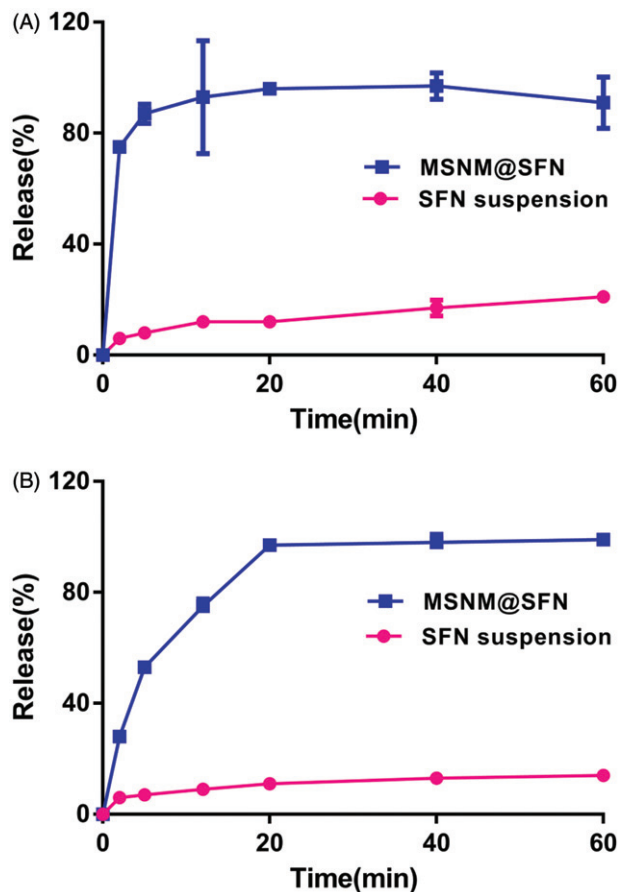 (A)
120
80
40
0
Release(%)
MSNM@SFN
SFN suspension
0 20 40 60
Time(min)
(B)
120
80
40
0
Release(%)
MSNM@SFN
SFN suspension
0 20 40 60
Time(min)